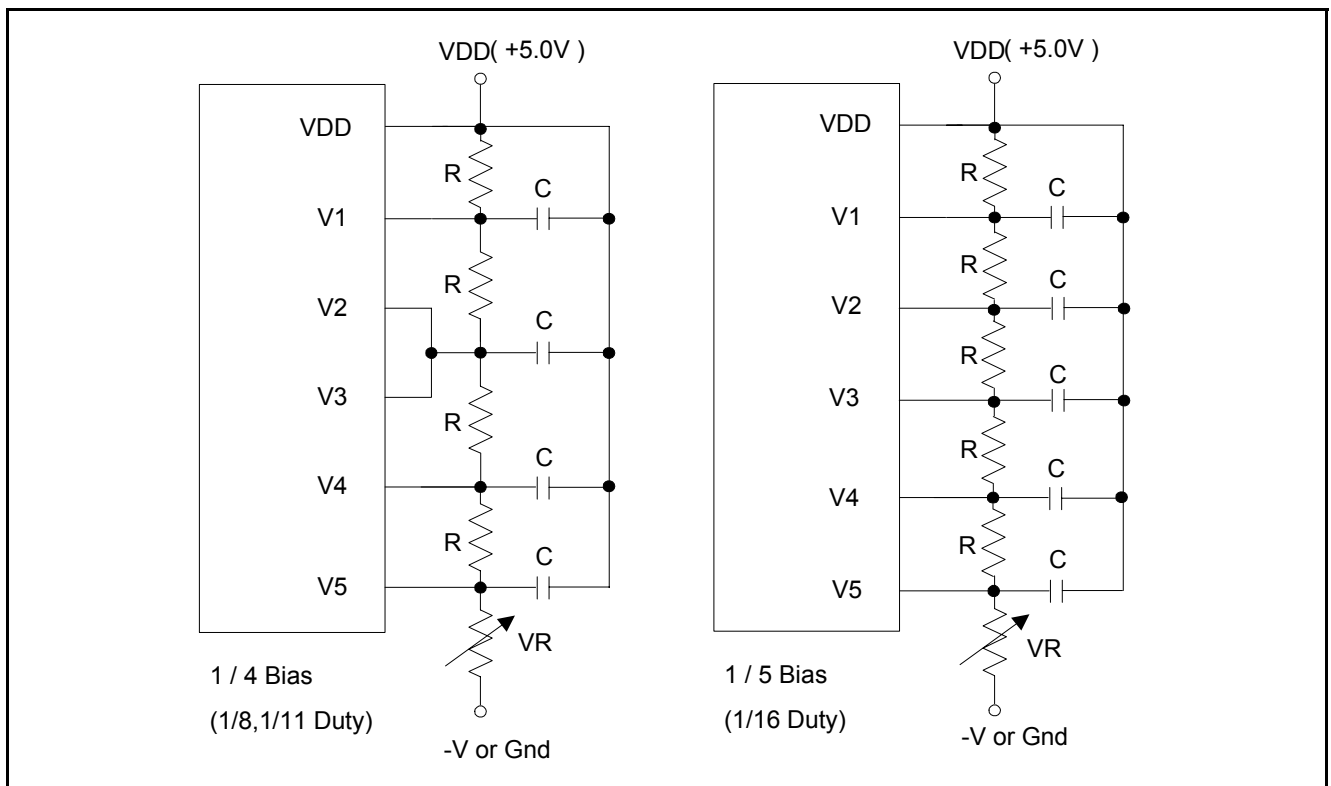 VDD( +5.0V )
VDD
R
C
V1
R
V2
C
V3
R
V4
C
R
V5
C
VR
1 / 4 Bias
(1/8,1/11 Duty)
-V or Gnd
VDD( +5.0V )
VDD
R
C
V1
R
C
V2
R
C
V3
R
C
V4
R
C
V5
VR
1 / 5 Bias
(1/16 Duty)
-V or Gnd